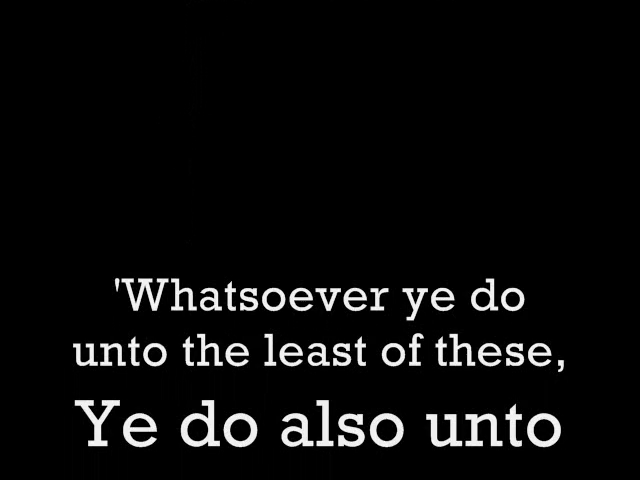 'Whatsoever ye do
unto the least of these,
Ye do also unto